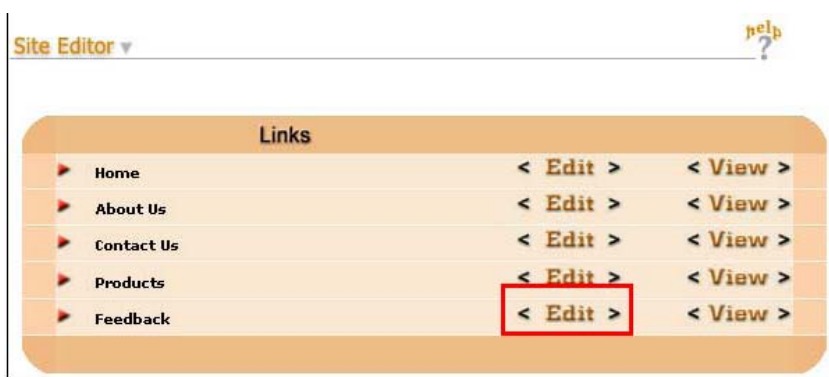 help
?
Site Editor
Links
Home < Edit > < View >
About Us < Edit > < View >
Contact Us < Edit > < View >
Products < Edit > < View >
Feedback < Edit > < View >